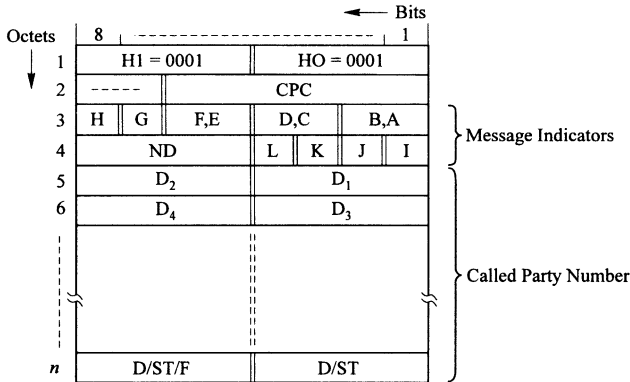 Bits
Octets 8 1
1 H1 = 0001 HO = 0001
2 CPC
3 H G F,E D,C B,A
Message Indicators
4 ND L K J I
5 D₂ D₁
6 D₄ D₃
Called Party Number
n D/ST/F D/ST